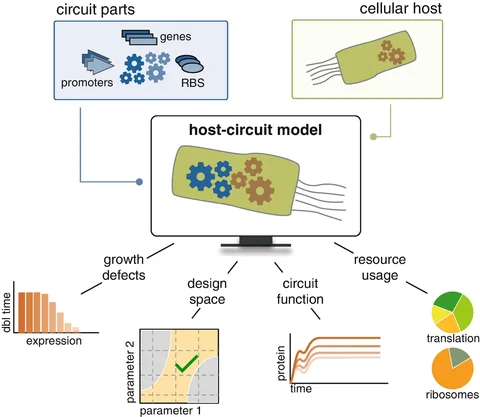 circuit parts
cellular host
genes
promoters
RBS
host-circuit model
growth
defects
design
space
circuit
function
resource
usage
dbl time
expression
parameter 2
parameter 1
protein
time
translation
ribosomes